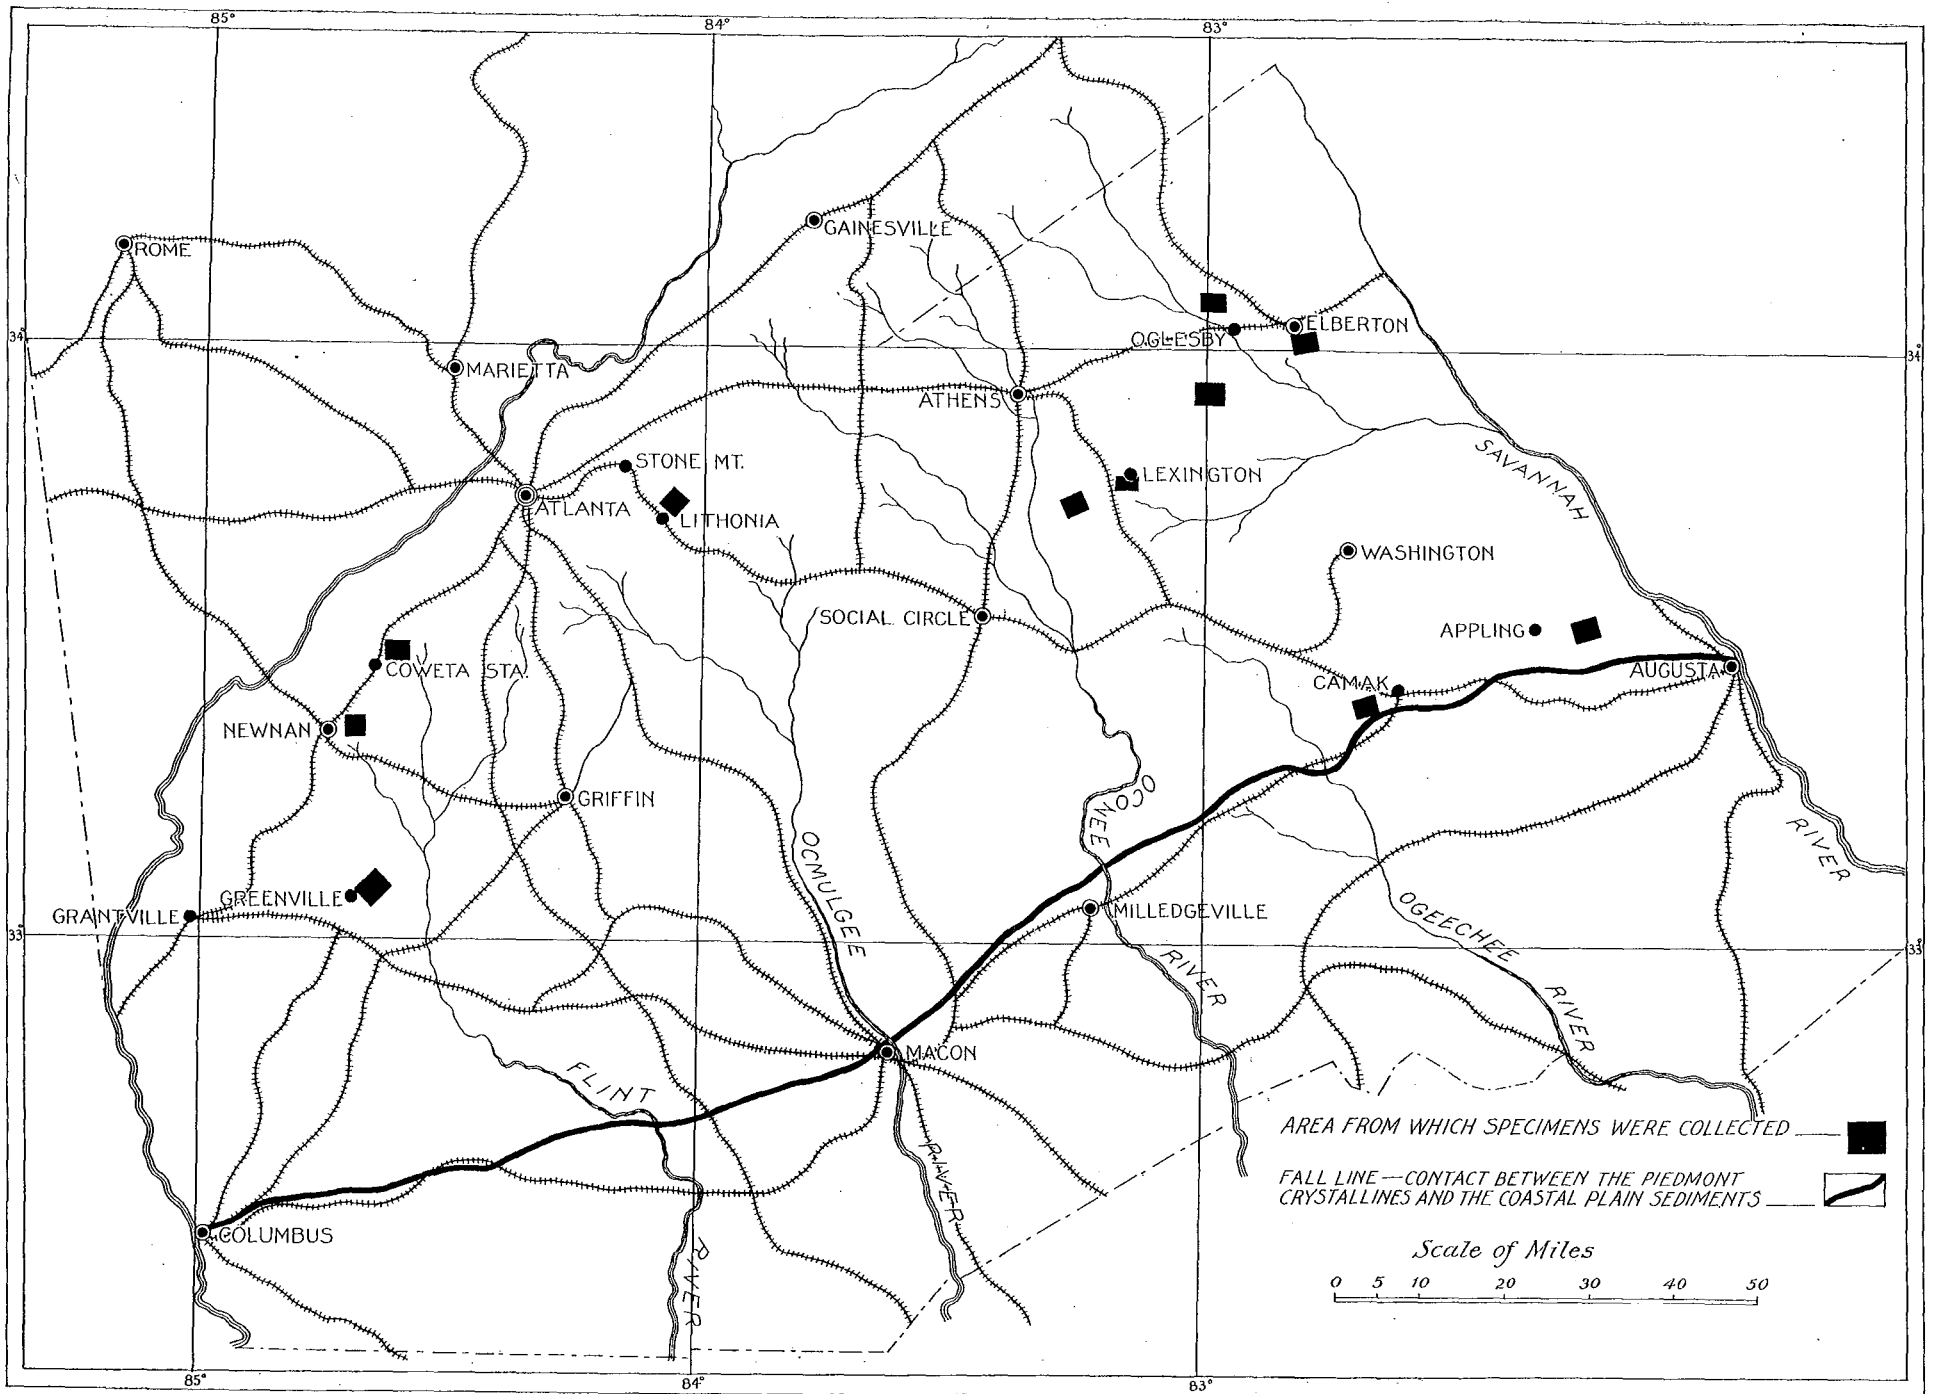 85°
84°
83°
GAINESVILLE
ROME
34°
ELBERTON
OGLESBY
34°
MARIETTA
ATHENS
STONE MT.
SAVANNAH
LEXINGTON
ATLANTA
LITHONIA
WASHINGTON
SOCIAL CIRCLE
APPLING
COWETA STA.
AUGUSTA
CAMAK
NEWNAN
GRIFFIN
OCONEE
RIVER
OCMULGEE
GREENVILLE
GRANTVILLE
MILLEDGEVILLE
OGEECHEE
33°
33°
RIVER
RIVER
MACON
FLINT
AREA FROM WHICH SPECIMENS WERE COLLECTED
RIVER
FALL LINE—CONTACT BETWEEN THE PIEDMONT
CRYSTALLINES AND THE COASTAL PLAIN SEDIMENTS
COLUMBUS
RIVER
Scale of Miles
0 5 10 20 30 40 50
85°
84°
83°